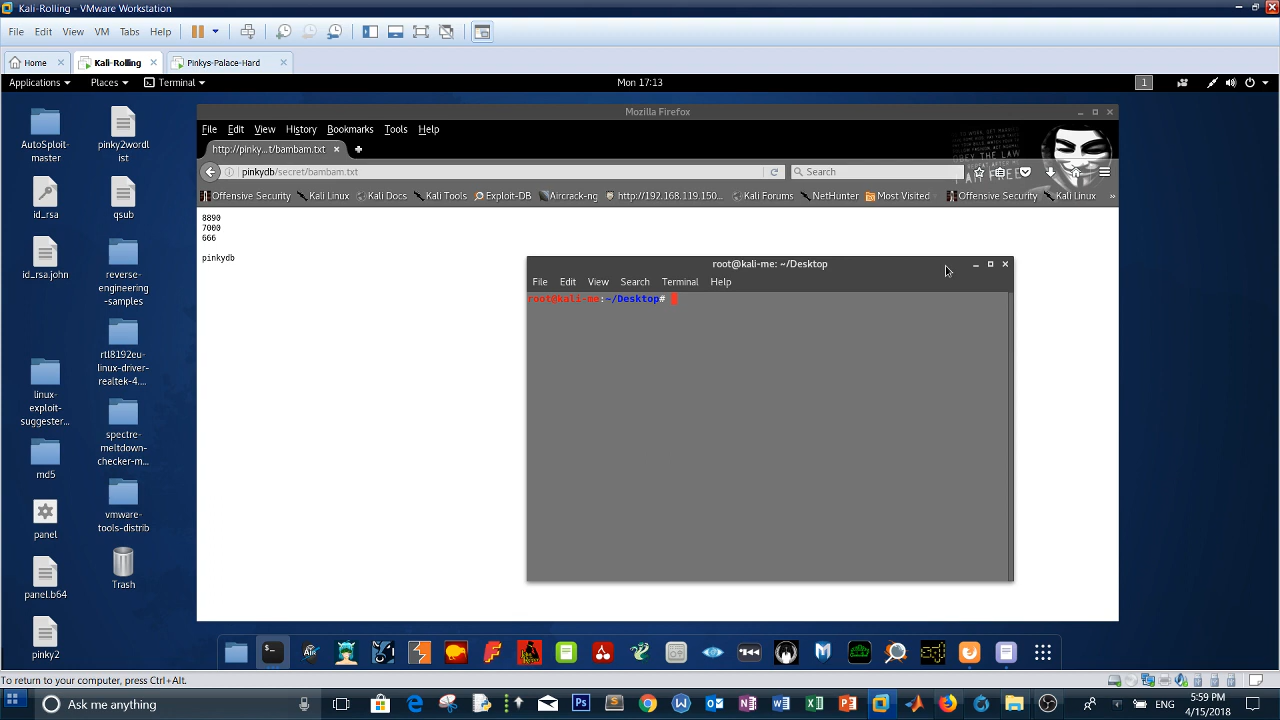 Kali-Rolling - VMware Workstation
File Edit View VM Tabs Help
Home Kali-Rolling Pinkys-Palace-Hard
Applications Places Terminal Mon 17:13 1
AutoSploit-
master
pinky2wordl
ist
id_rsa
qsub
id_rsa.john
reverse-
engineering
-samples
rtl8192eu-
linux-driver-
realtek-4....
linux-
exploit-
suggester...
spectre-
meltdown-
checker-m...
md5
vmware-
tools-distrib
panel
Trash
panel.b64
pinky2
Mozilla Firefox
File Edit View History Bookmarks Tools Help
http://pinky...t/bambam.txt
pinkydb/secret/bambam.txt Search
Offensive Security Kali Linux Kali Docs Kali Tools Exploit-DB Aircrack-ng http://192.168.119.150... Kali Forums NetHunter Most Visited Offensive Security Kali Linux
8890
7000
666
pinkydb
root@kali-me: ~/Desktop
File Edit View Search Terminal Help
root@kali-me:~/Desktop#
To return to your computer, press Ctrl+Alt.
Ask me anything
ENG
5:59 PM
4/15/2018